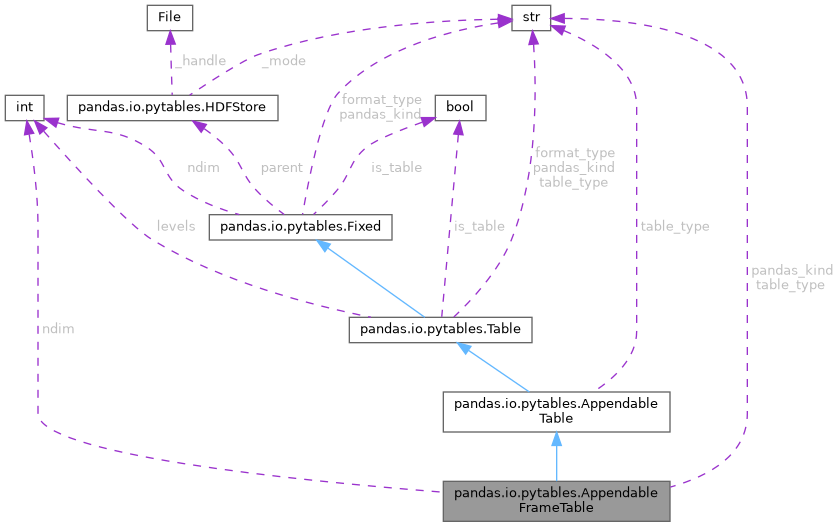 File
str
_handle
_mode
int
pandas.io.pytables.HDFStore
format_type
pandas_kind
bool
ndim
parent
is_table
format_type
pandas_kind
table_type
levels
pandas.io.pytables.Fixed
is_table
table_type
pandas_kind
table_type
ndim
pandas.io.pytables.Table
pandas.io.pytables.Appendable
Table
pandas.io.pytables.Appendable
FrameTable